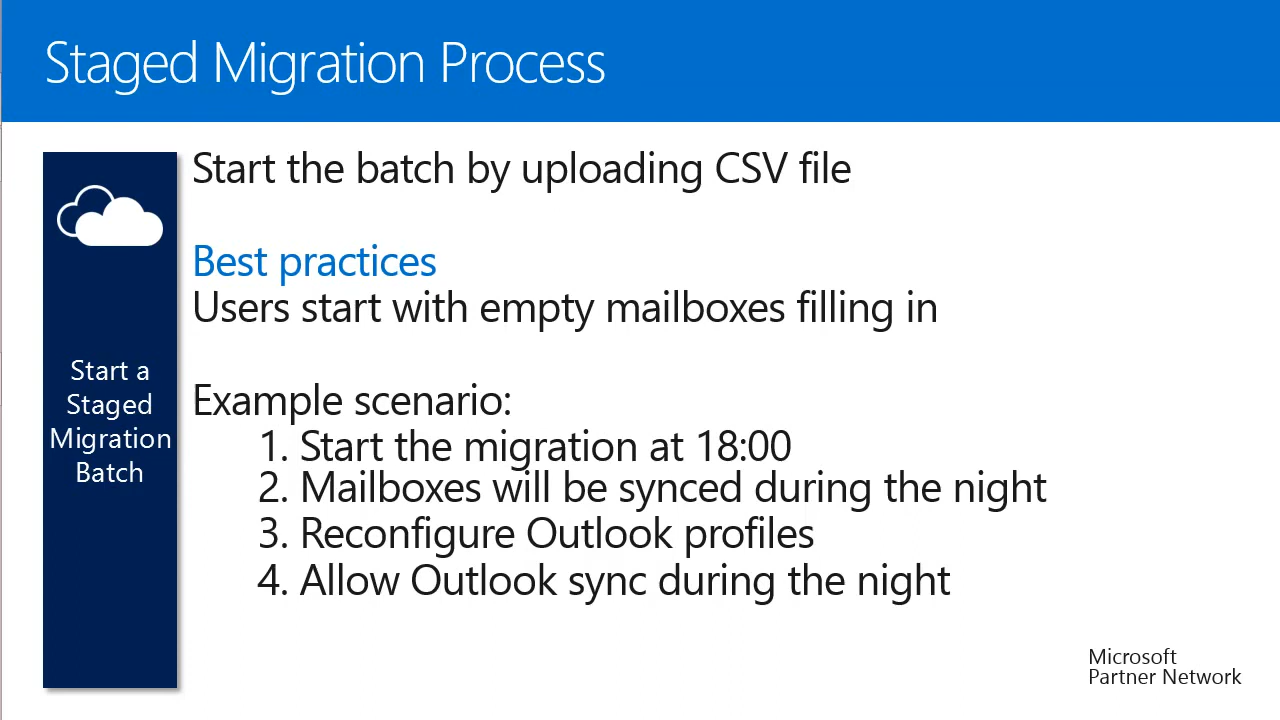 Staged Migration Process
Start a
Staged
Migration
Batch
Start the batch by uploading CSV file
Best practices
Users start with empty mailboxes filling in
Example scenario:
1. Start the migration at 18:00
2. Mailboxes will be synced during the night
3. Reconfigure Outlook profiles
4. Allow Outlook sync during the night
Microsoft
Partner Network